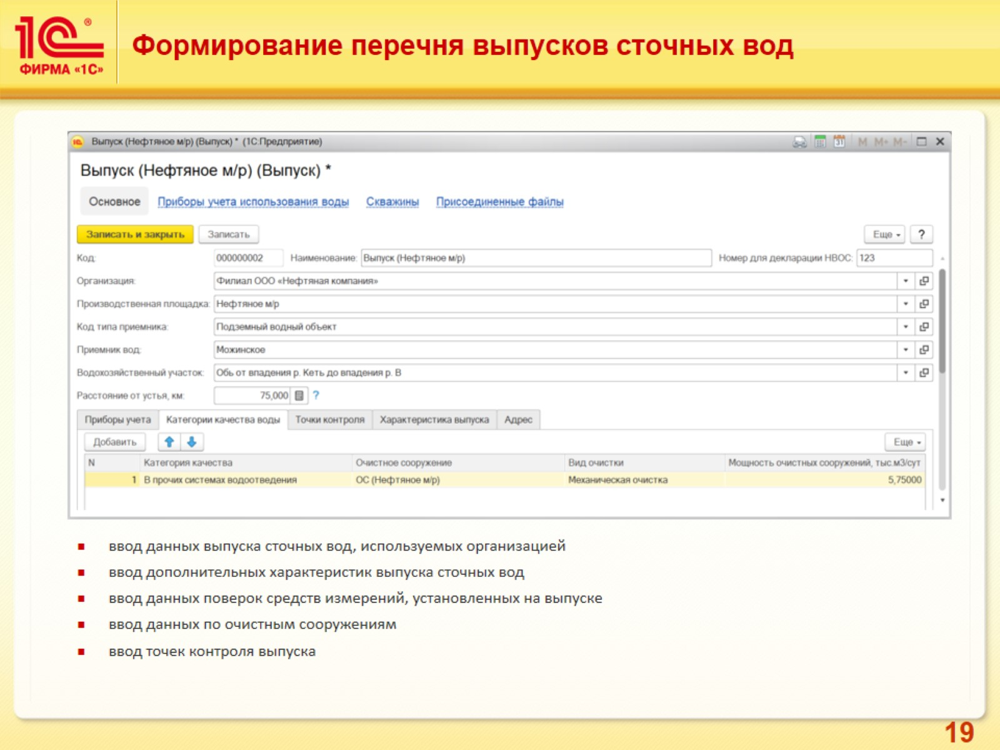 1С ®
ФИРМА «1С»
Формирование перечня выпусков сточных вод
Выпуск (Нефтяное м/р) (Выпуск) * (1С:Предприятие)
31 M M+ M-
Выпуск (Нефтяное м/р) (Выпуск) *
Основное Приборы учета использования воды Скважины Присоединенные файлы
Записать и закрыть Записать Еще ?
Код: 000000002 Наименование: Выпуск (Нефтяное м/р) Номер для декларации НВОС: 123
Организация: Филиал ООО «Нефтяная компания»
Производственная площадка: Нефтяное м/р
Код типа приемника: Подземный водный объект
Приемник вод: Можинское
Водохозяйственный участок: Обь от впадения р. Кеть до впадения р. В
Расстояние от устья, км: 75,000 ?
Приборы учета Категории качества воды Точки контроля Характеристика выпуска Адрес
Добавить Еще
N Категория качества Очистное сооружение Вид очистки Мощность очистных сооружений, тыс.м3/сут
1 В прочих системах водоотведения ОС (Нефтяное м/р) Механическая очистка 5,75000
ввод данных выпуска сточных вод, используемых организацией
ввод дополнительных характеристик выпуска сточных вод
ввод данных поверок средств измерений, установленных на выпуске
ввод данных по очистным сооружениям
ввод точек контроля выпуска
19